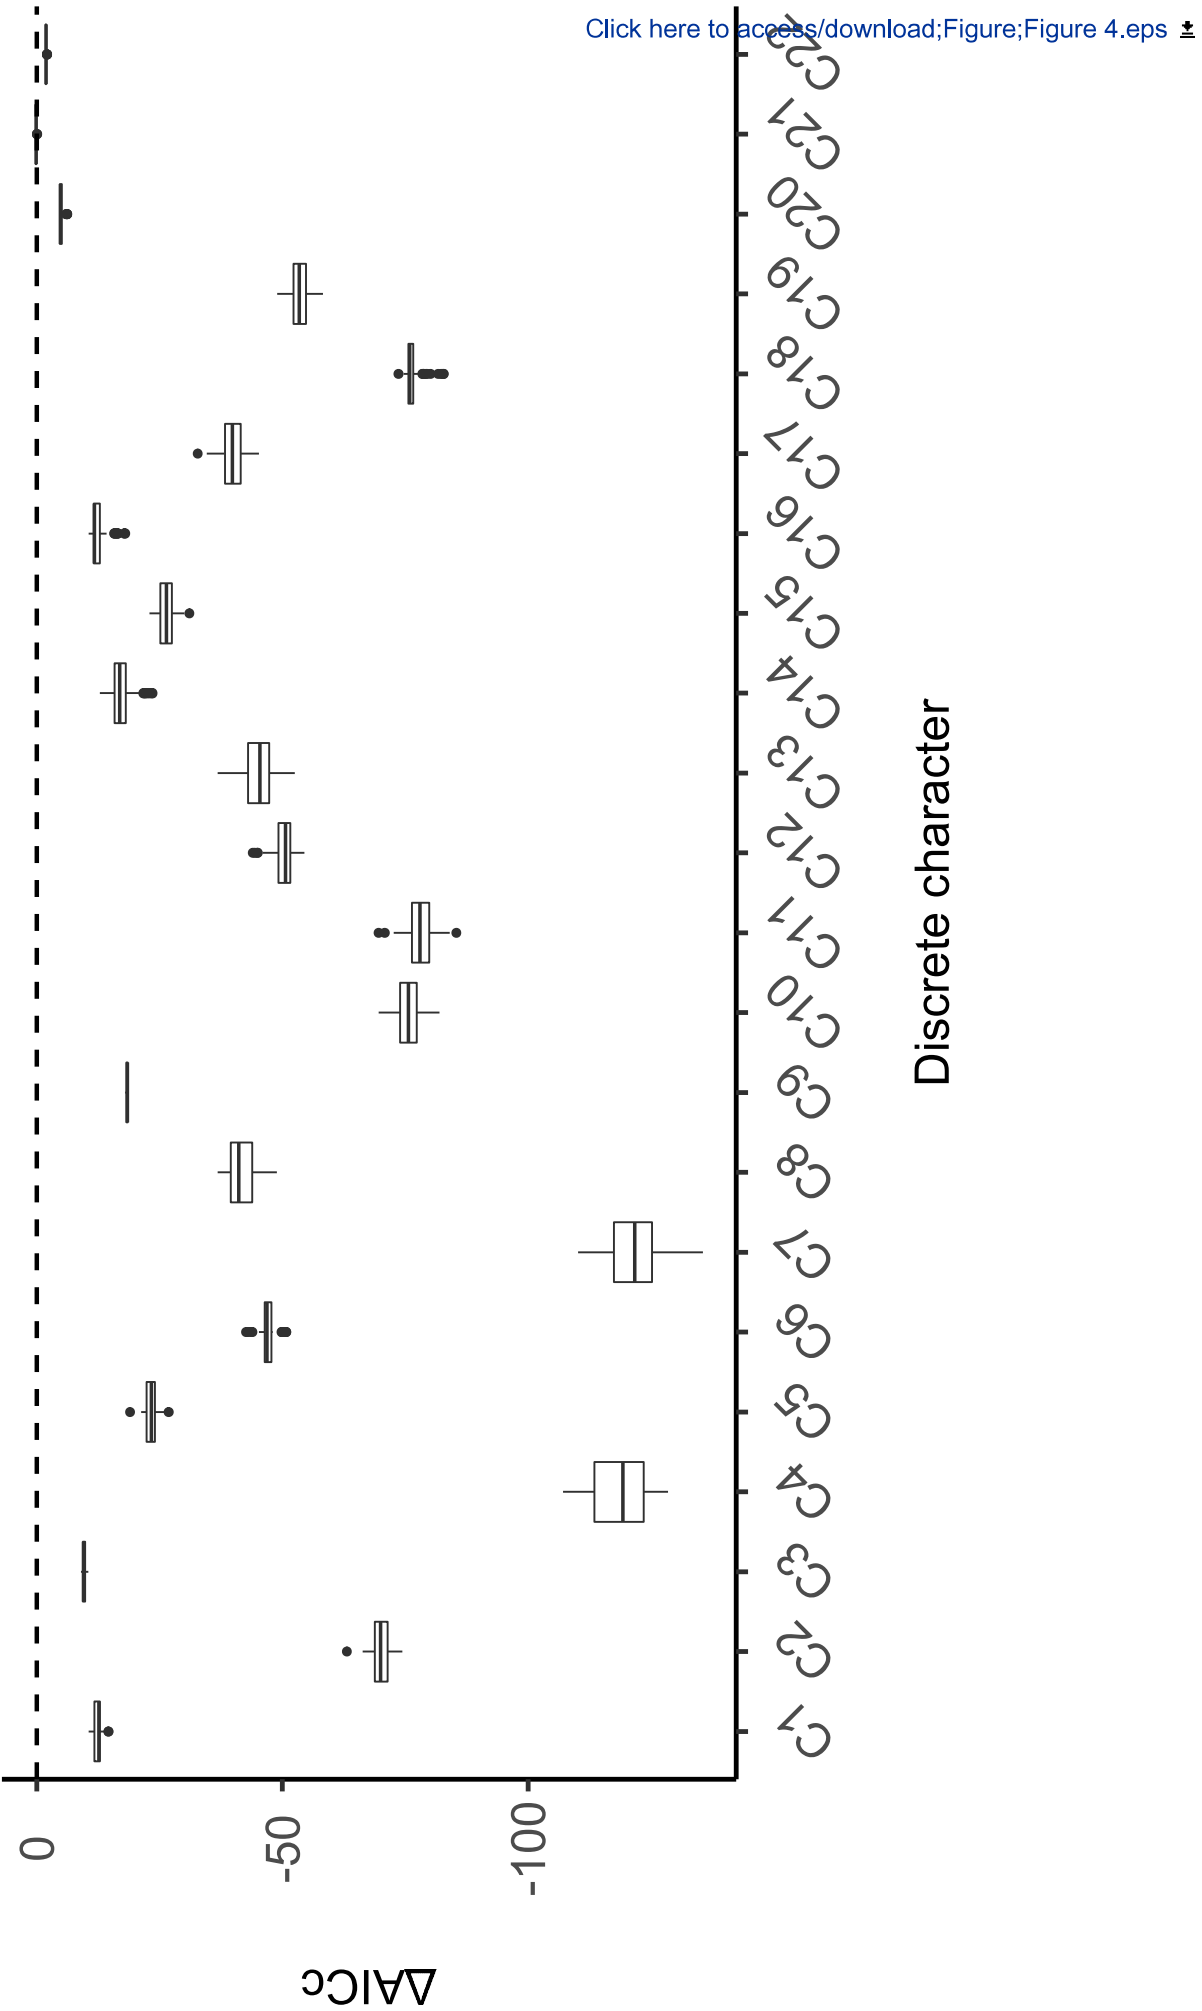 Click here to access/download;Figure;Figure 4.eps
ΔAICc
0
-50
-100
C1
C2
C3
C4
C5
C6
C7
C8
C9
C10
C11
C12
C13
C14
C15
C16
C17
C18
C19
C20
C21
C22
Discrete character